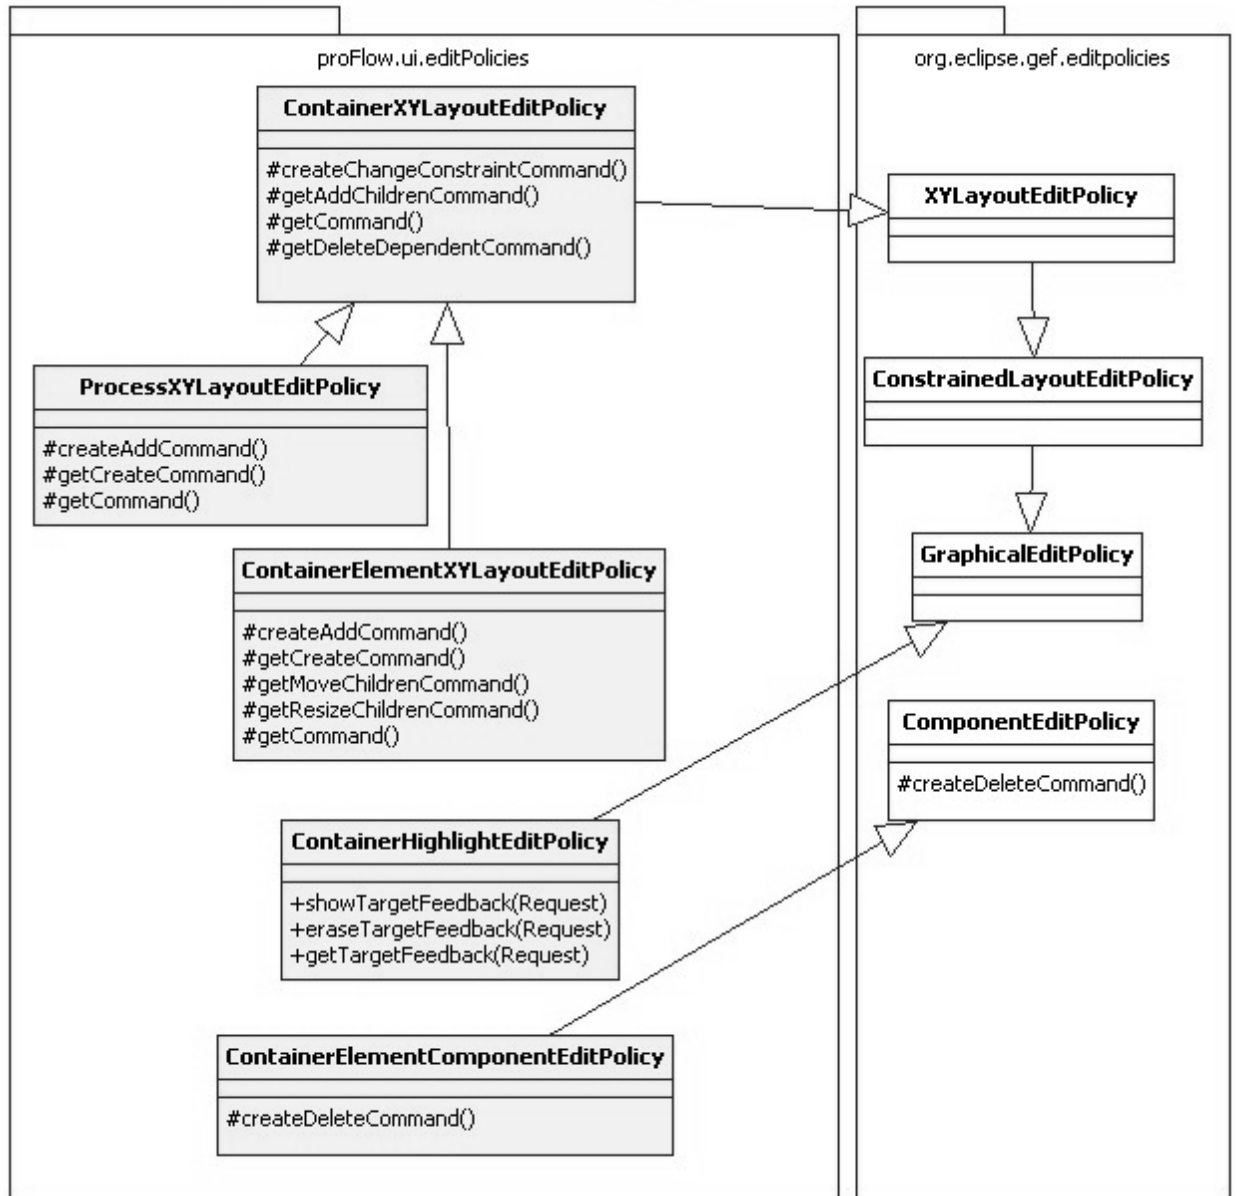 proFlow.ui.editPolicies
ContainerXYLayoutEditPolicy
#createChangeConstraintCommand()
#getAddChildrenCommand()
#getCommand()
#getDeleteDependentCommand()
ProcessXYLayoutEditPolicy
#createAddCommand()
#getCreateCommand()
#getCommand()
ContainerElementXYLayoutEditPolicy
#createAddCommand()
#getCreateCommand()
#getMoveChildrenCommand()
#getResizeChildrenCommand()
#getCommand()
ContainerHighlightEditPolicy
+showTargetFeedback(Request)
+eraseTargetFeedback(Request)
+getTargetFeedback(Request)
ContainerElementComponentEditPolicy
#createDeleteCommand()
org.eclipse.gef.editpolicies
XYLayoutEditPolicy
ConstrainedLayoutEditPolicy
GraphicalEditPolicy
ComponentEditPolicy
#createDeleteCommand()